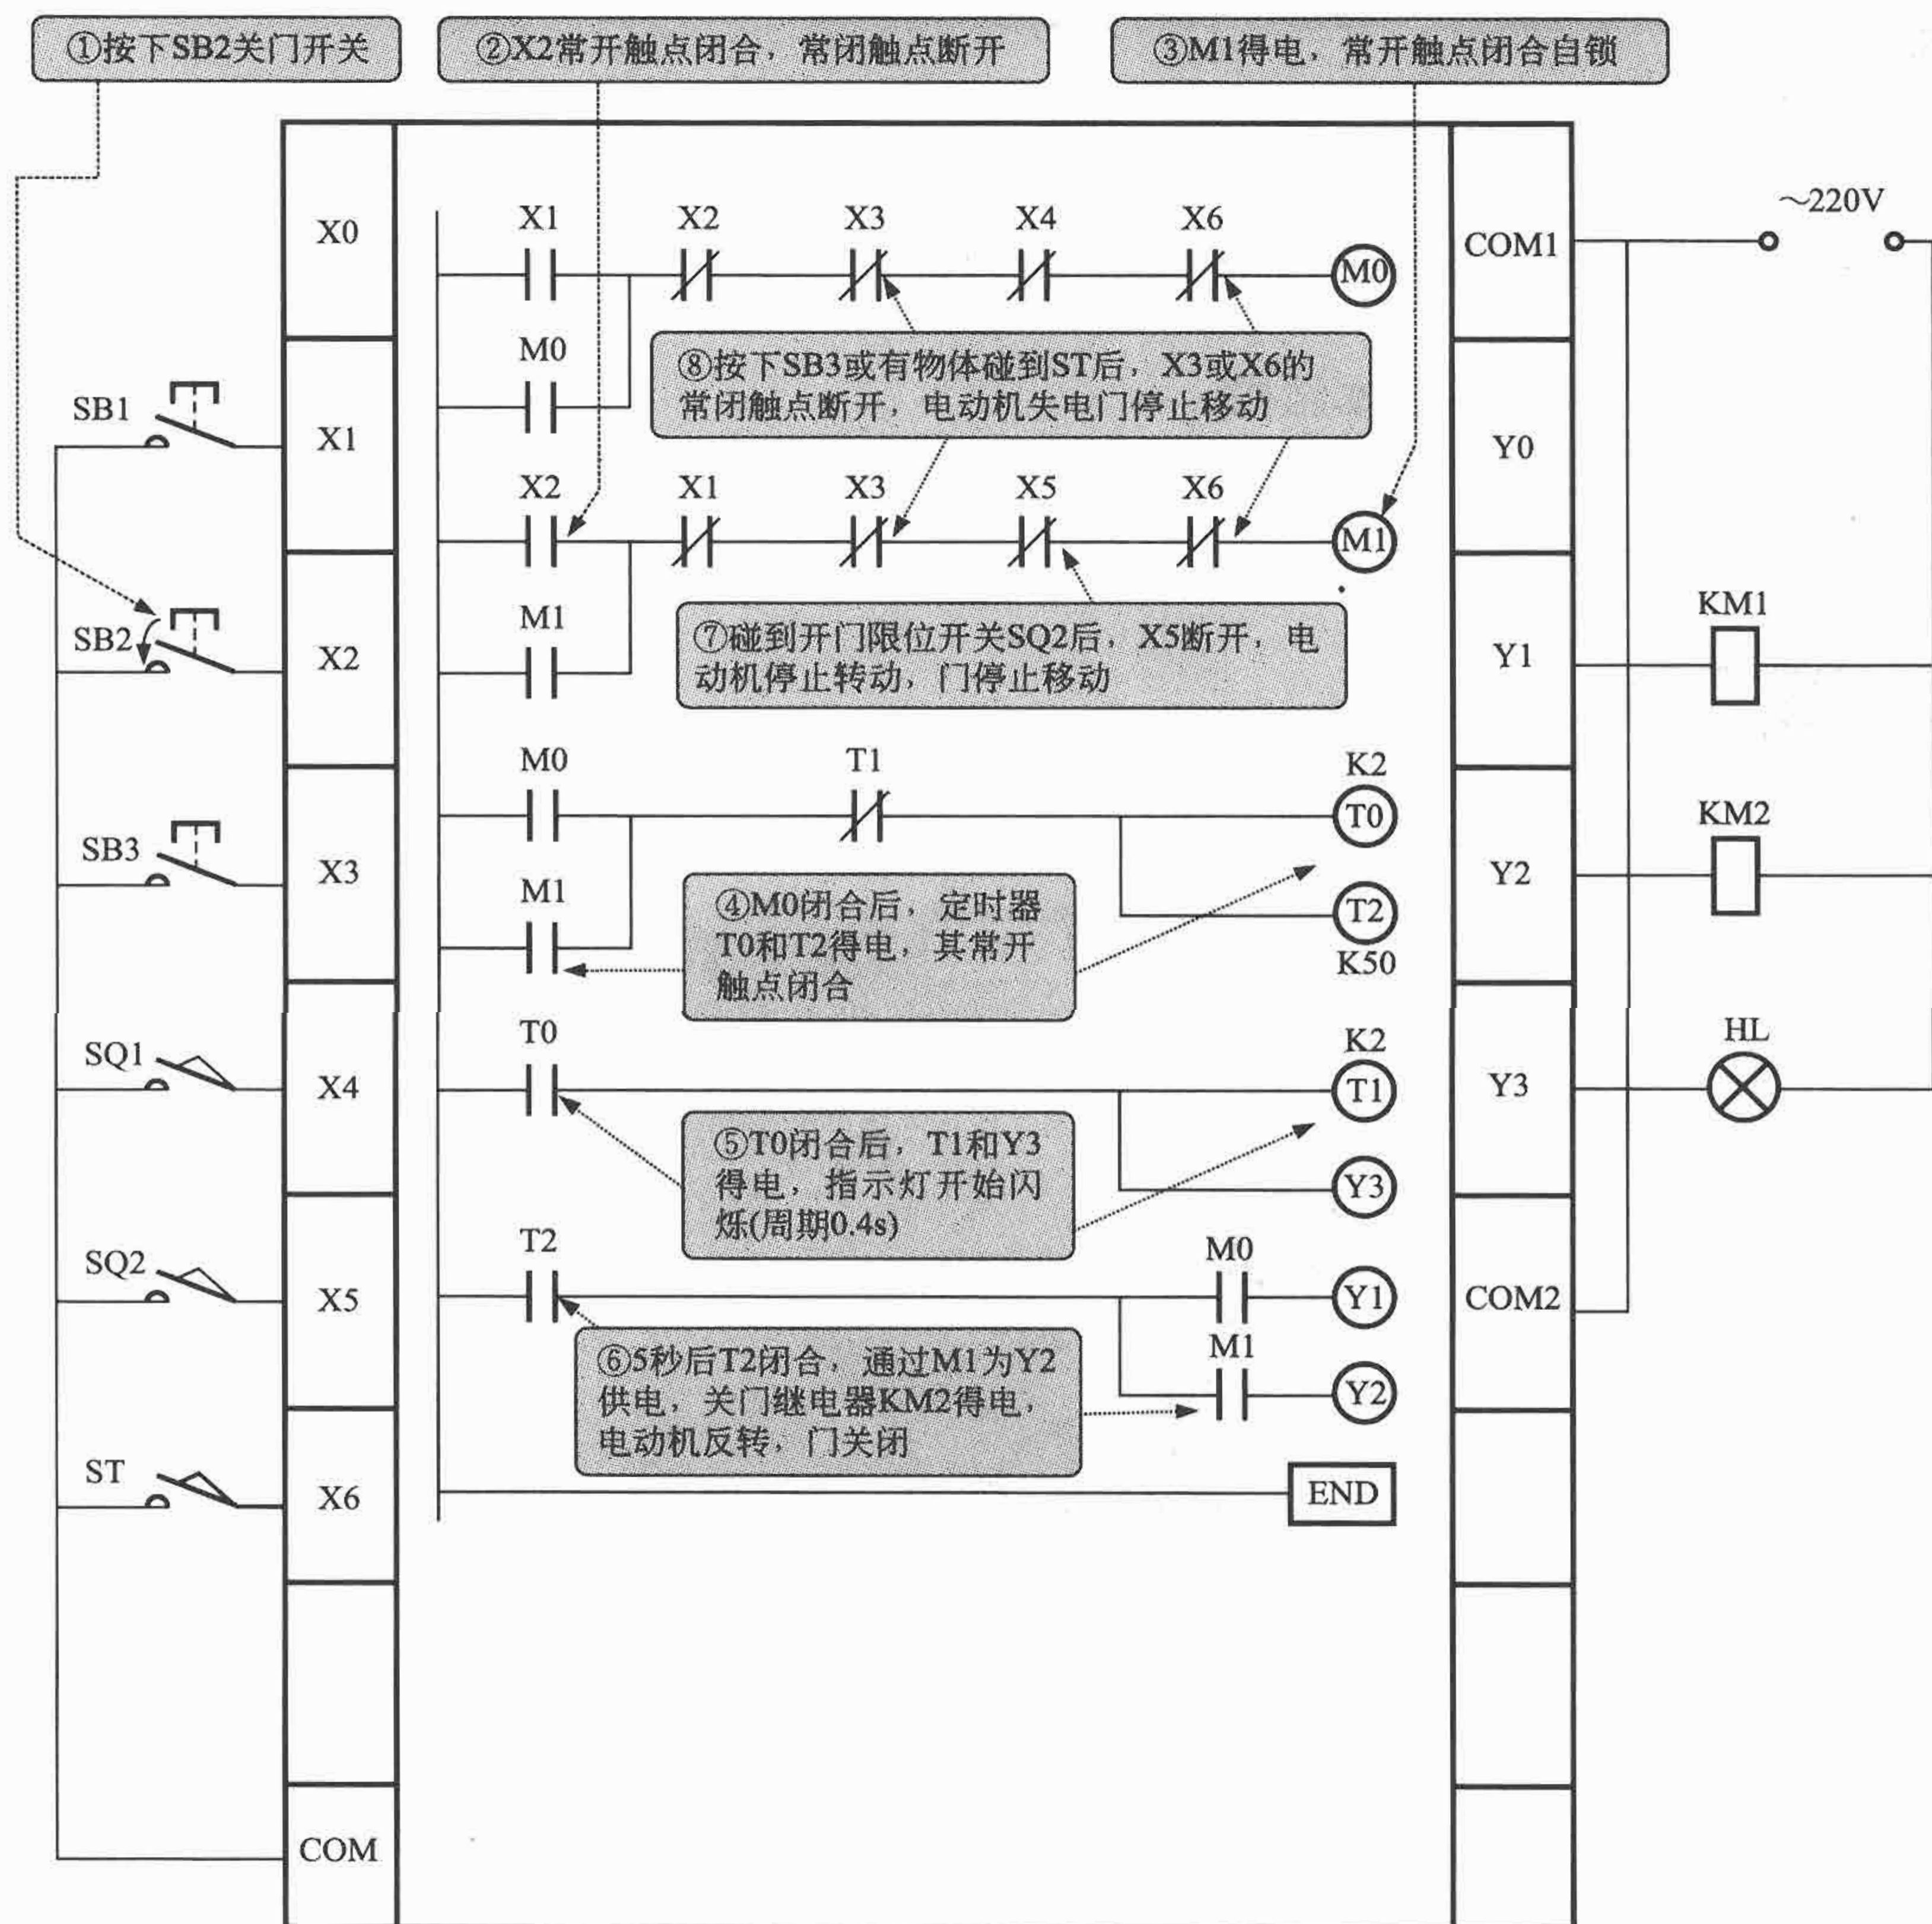 ①按下SB2关门开关
②X2常开触点闭合，常闭触点断开
③M1得电，常开触点闭合自锁
X0
X1
X2
X3
X4
X6
M0
COM1
～220V
M0
⑧按下SB3或有物体碰到ST后，X3或X6的
常闭触点断开，电动机失电门停止移动
SB1
X1
Y0
X2
X1
X3
X5
X6
M1
SB2
X2
M1
⑦碰到开门限位开关SQ2后，X5断开，电
动机停止转动，门停止移动
Y1
KM1
M0
T1
K2
T0
SB3
X3
M1
④M0闭合后，定时器
T0和T2得电，其常开
触点闭合
T2
K50
Y2
KM2
SQ1
X4
T0
K2
T1
Y3
HL
⑤T0闭合后，T1和Y3
得电，指示灯开始闪
烁(周期0.4s)
Y3
SQ2
X5
T2
M0
Y1
COM2
⑥5秒后T2闭合，通过M1为Y2
供电，关门继电器KM2得电，
电动机反转，门关闭
M1
Y2
ST
X6
END
COM